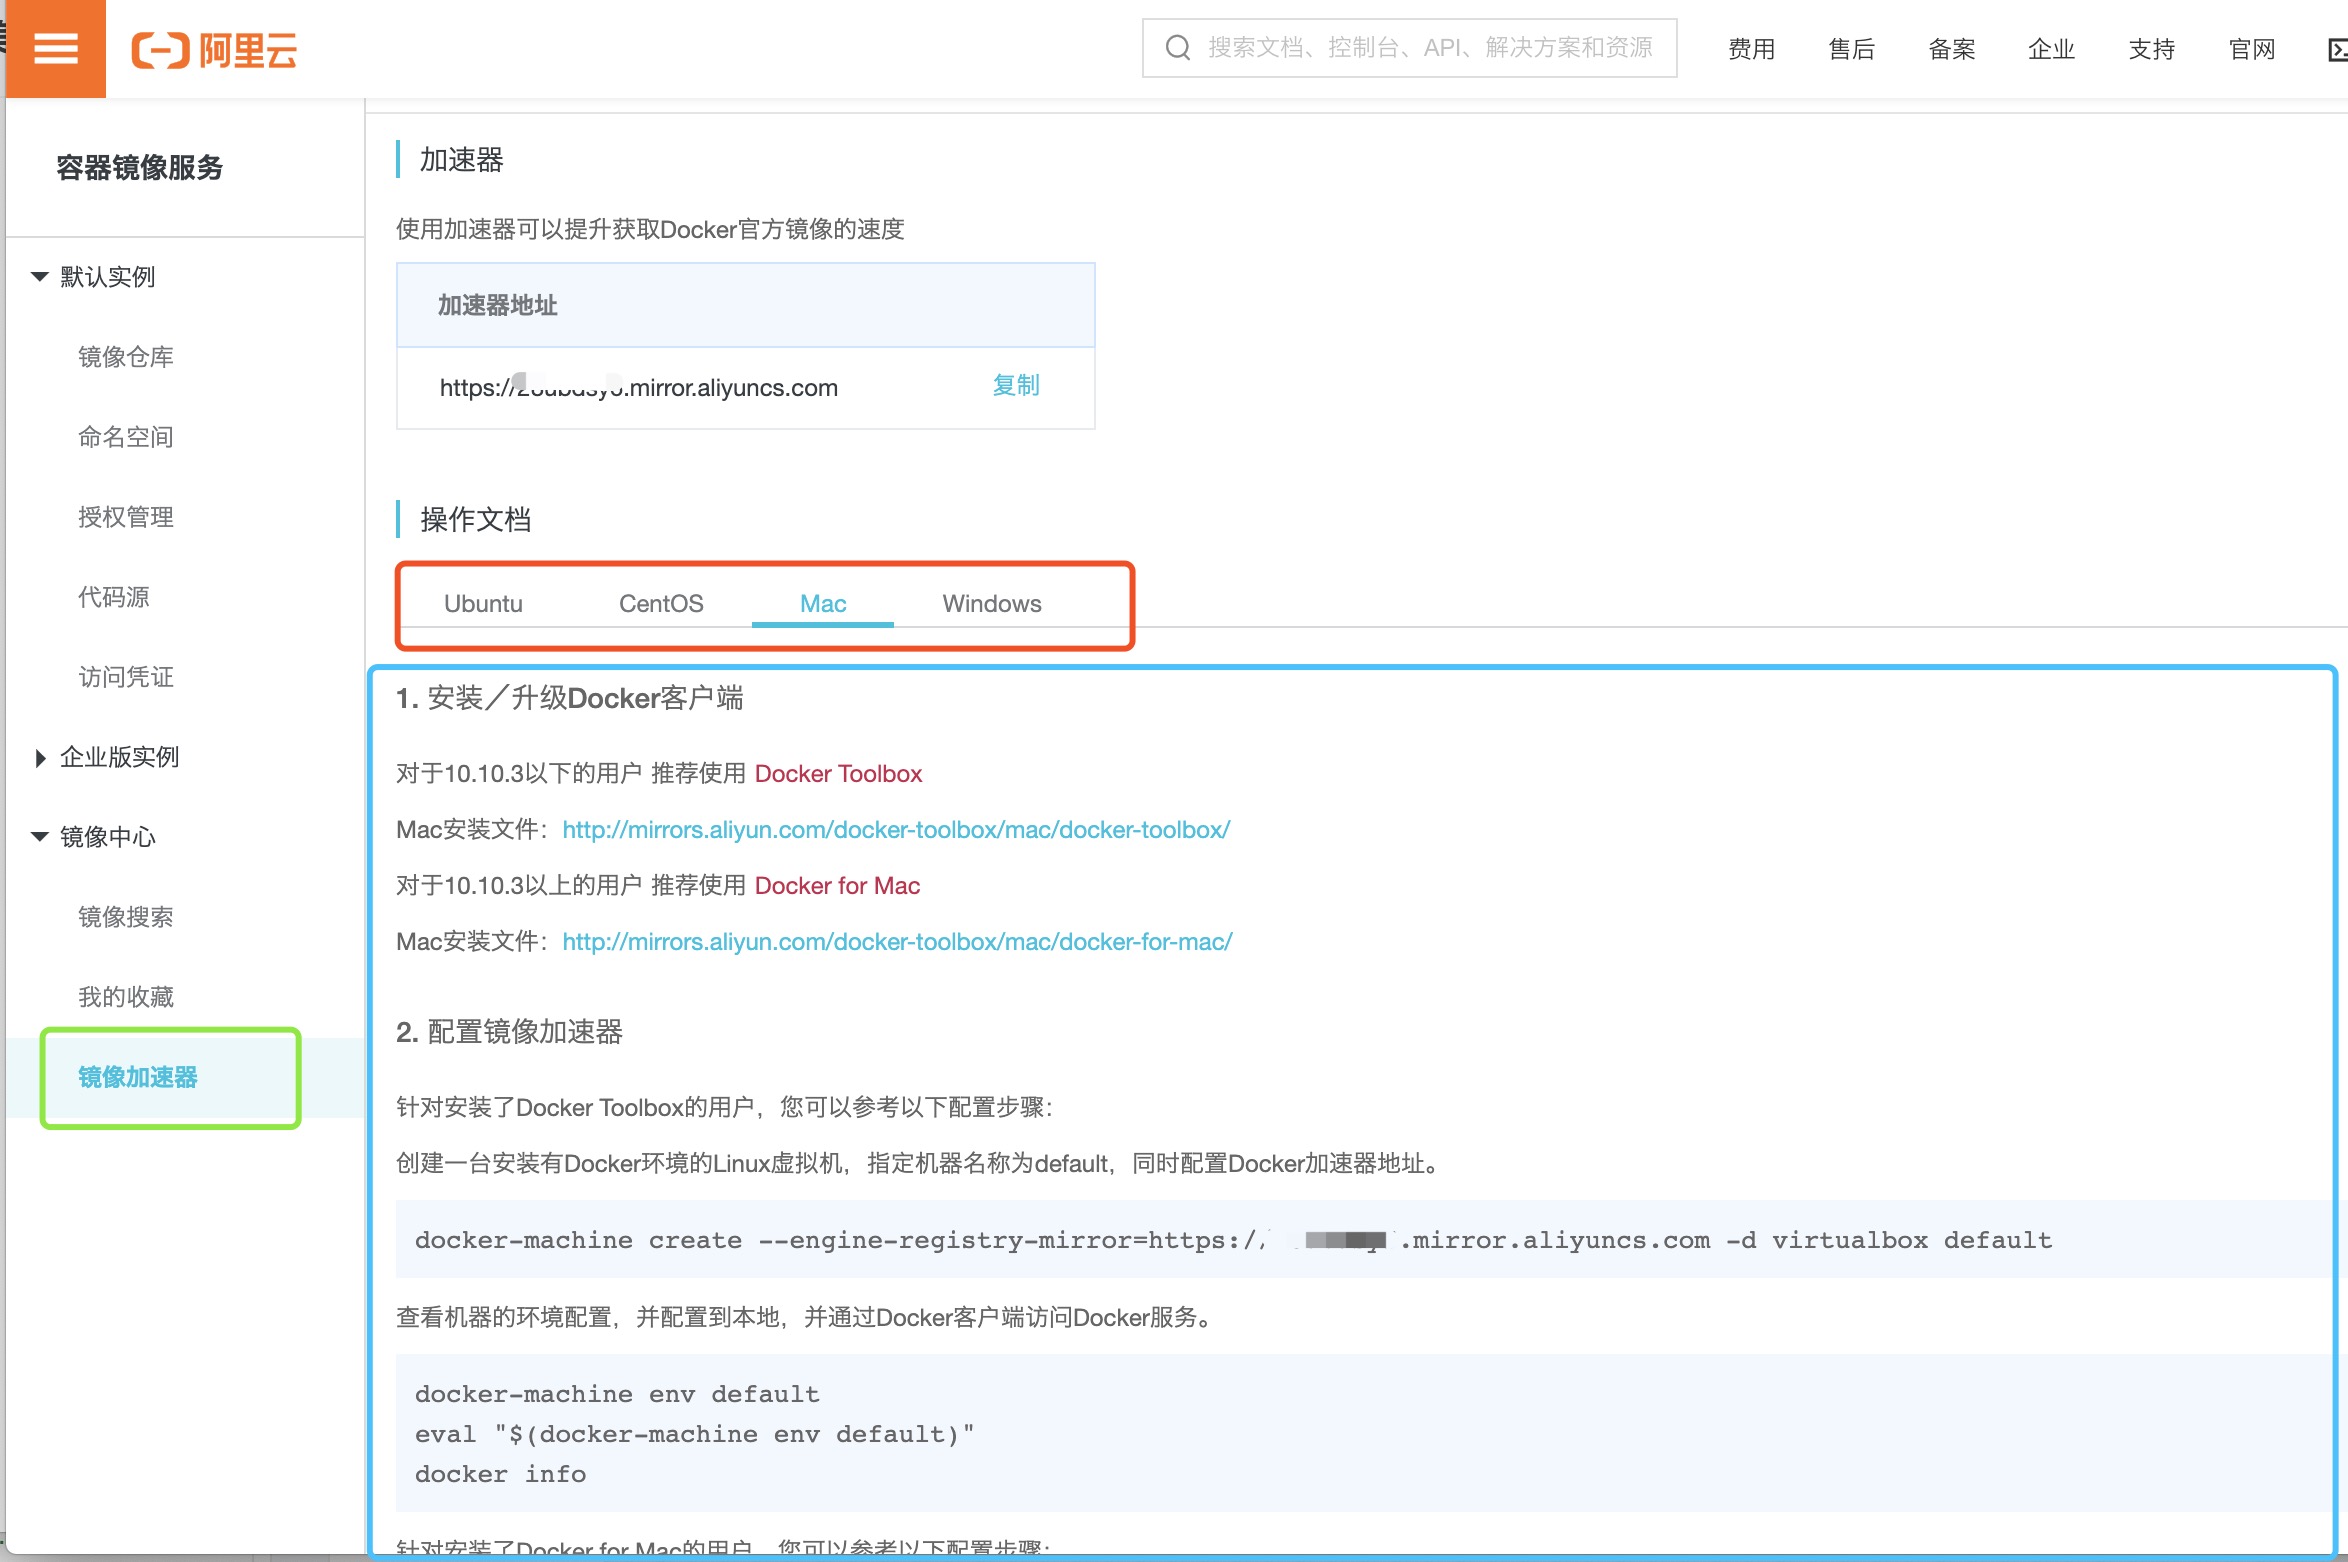 阿里云
搜索文档、控制台、API、解决方案和资源
费用 售后 备案 企业 支持 官网
容器镜像服务
默认实例
镜像仓库
命名空间
授权管理
代码源
访问凭证
企业版实例
镜像中心
镜像搜索
我的收藏
镜像加速器
加速器
使用加速器可以提升获取Docker官方镜像的速度
加速器地址
https:// .mirror.aliyuncs.com 复制
操作文档
Ubuntu CentOS Mac Windows
1. 安装／升级Docker客户端
对于10.10.3以下的用户 推荐使用 Docker Toolbox
Mac安装文件：http://mirrors.aliyun.com/docker-toolbox/mac/docker-toolbox/
对于10.10.3以上的用户 推荐使用 Docker for Mac
Mac安装文件：http://mirrors.aliyun.com/docker-toolbox/mac/docker-for-mac/
2. 配置镜像加速器
针对安装了Docker Toolbox的用户，您可以参考以下配置步骤：
创建一台安装有Docker环境的Linux虚拟机，指定机器名称为default，同时配置Docker加速器地址。
docker-machine create --engine-registry-mirror=https:// .mirror.aliyuncs.com -d virtualbox default
查看机器的环境配置，并配置到本地，并通过Docker客户端访问Docker服务。
docker-machine env default
eval "$(docker-machine env default)"
docker info
针对安装了Docker for Mac的用户，您可以参考以下配置步骤：